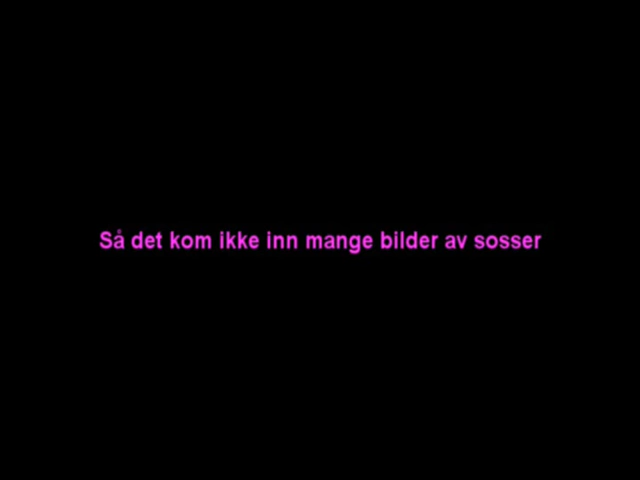 Så det kom ikke inn mange bilder av sosser